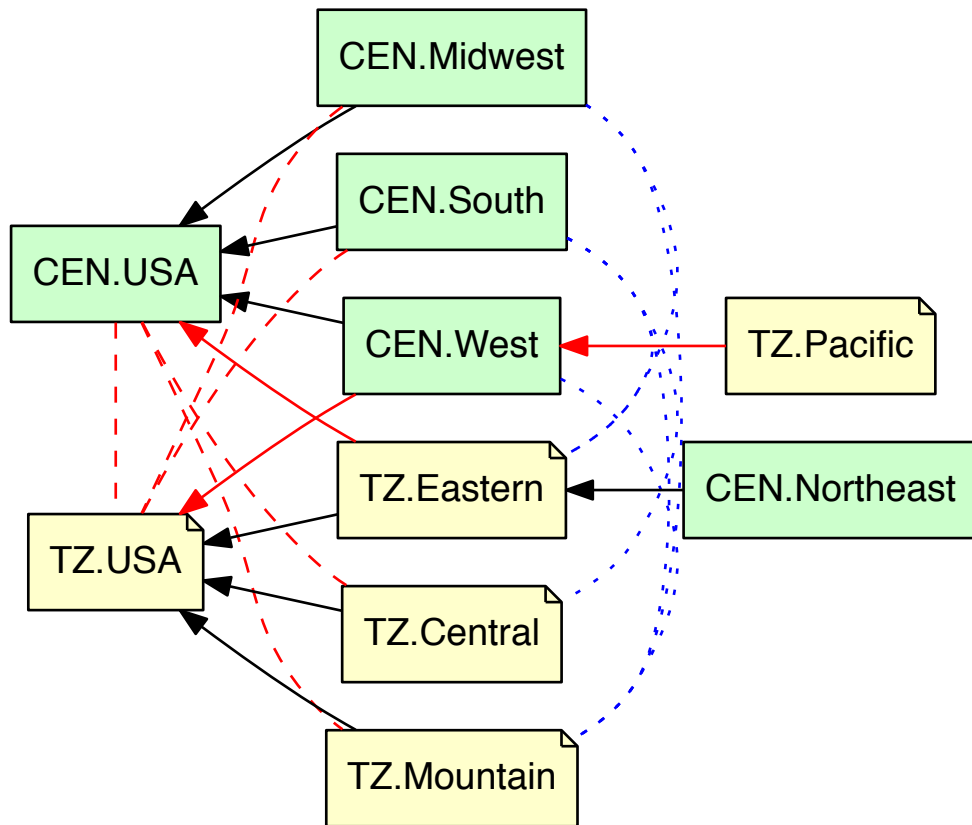 CEN.Midwest
CEN.South
CEN.USA
CEN.West
TZ.Pacific
TZ.Eastern
CEN.Northeast
TZ.USA
TZ.Central
TZ.Mountain